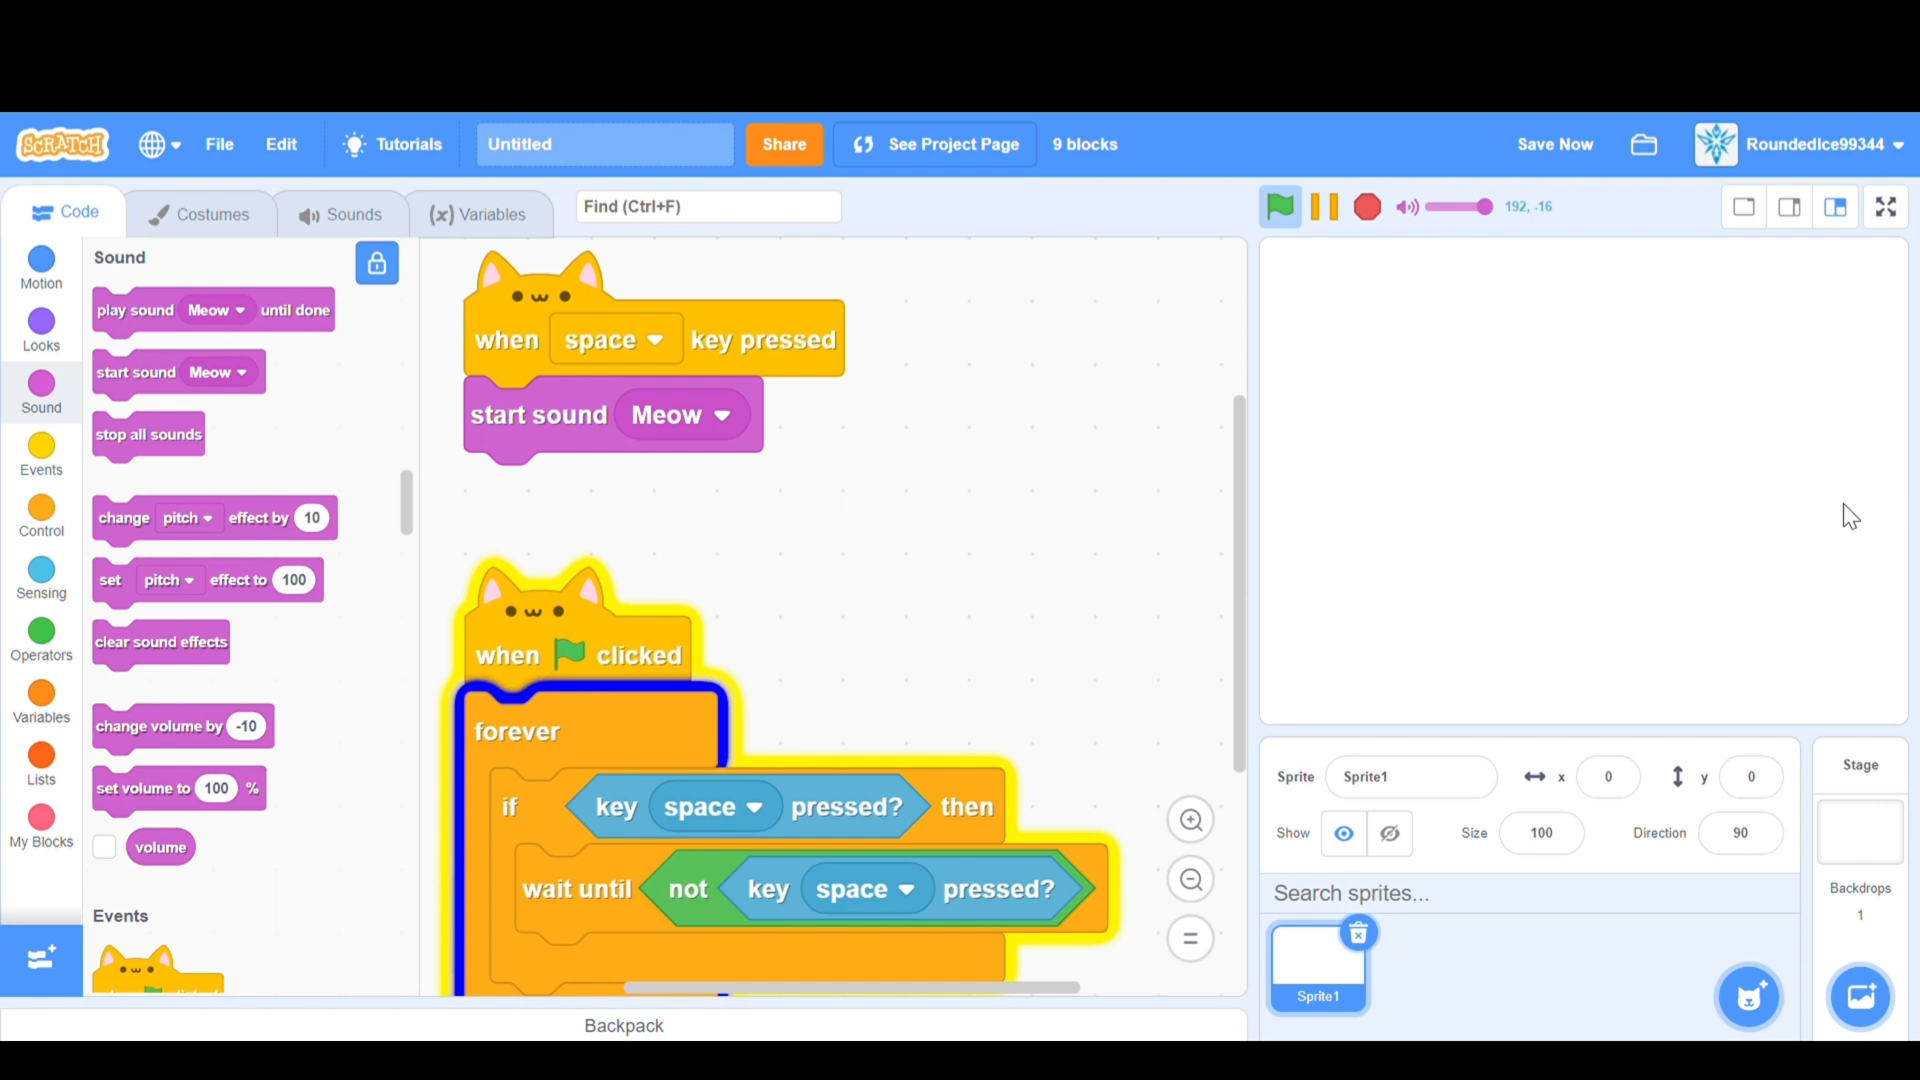 SCRATCH File Edit Tutorials Untitled Share See Project Page 9 blocks Save Now RoundedIce99344
Code Costumes Sounds (x) Variables Find (Ctrl+F) 192, -16
Motion
Looks
Sound
Events
Control
Sensing
Operators
Variables
Lists
My Blocks
Sound
play sound Meow until done
start sound Meow
stop all sounds
change pitch effect by 10
set pitch effect to 100
clear sound effects
change volume by -10
set volume to 100 %
volume
Events
when space key pressed
start sound Meow
when clicked
forever
if key space pressed? then
wait until not key space pressed?
Sprite Sprite1 x 0 y 0
Show Size 100 Direction 90
Search sprites...
Sprite1
Stage
Backdrops
1
Backpack